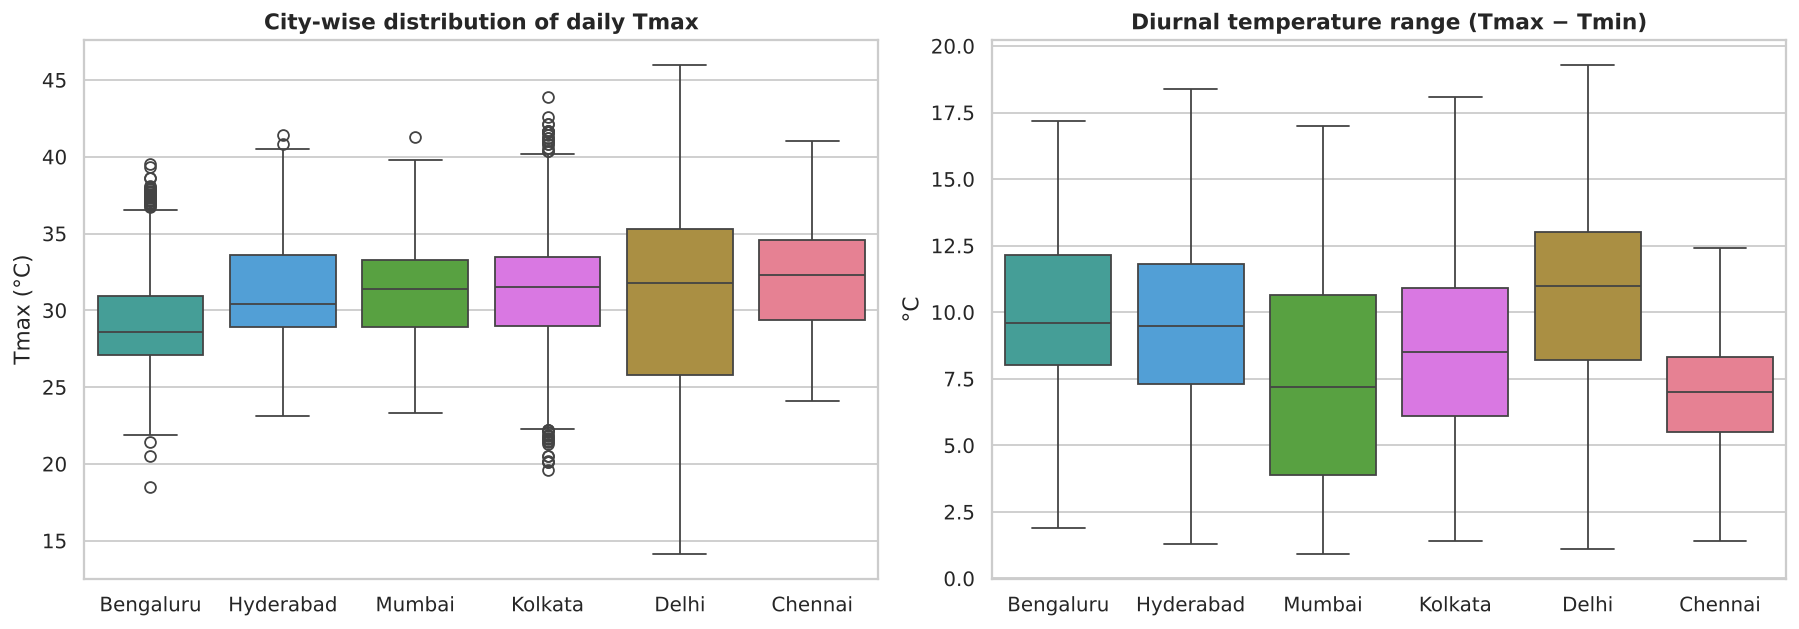 City-wise distribution of daily Tmax
Tmax (°C)
45
40
35
30
25
20
15
Bengaluru Hyderabad Mumbai Kolkata Delhi Chennai
Diurnal temperature range (Tmax − Tmin)
°C
20.0
17.5
15.0
12.5
10.0
7.5
5.0
2.5
0.0
Bengaluru Hyderabad Mumbai Kolkata Delhi Chennai